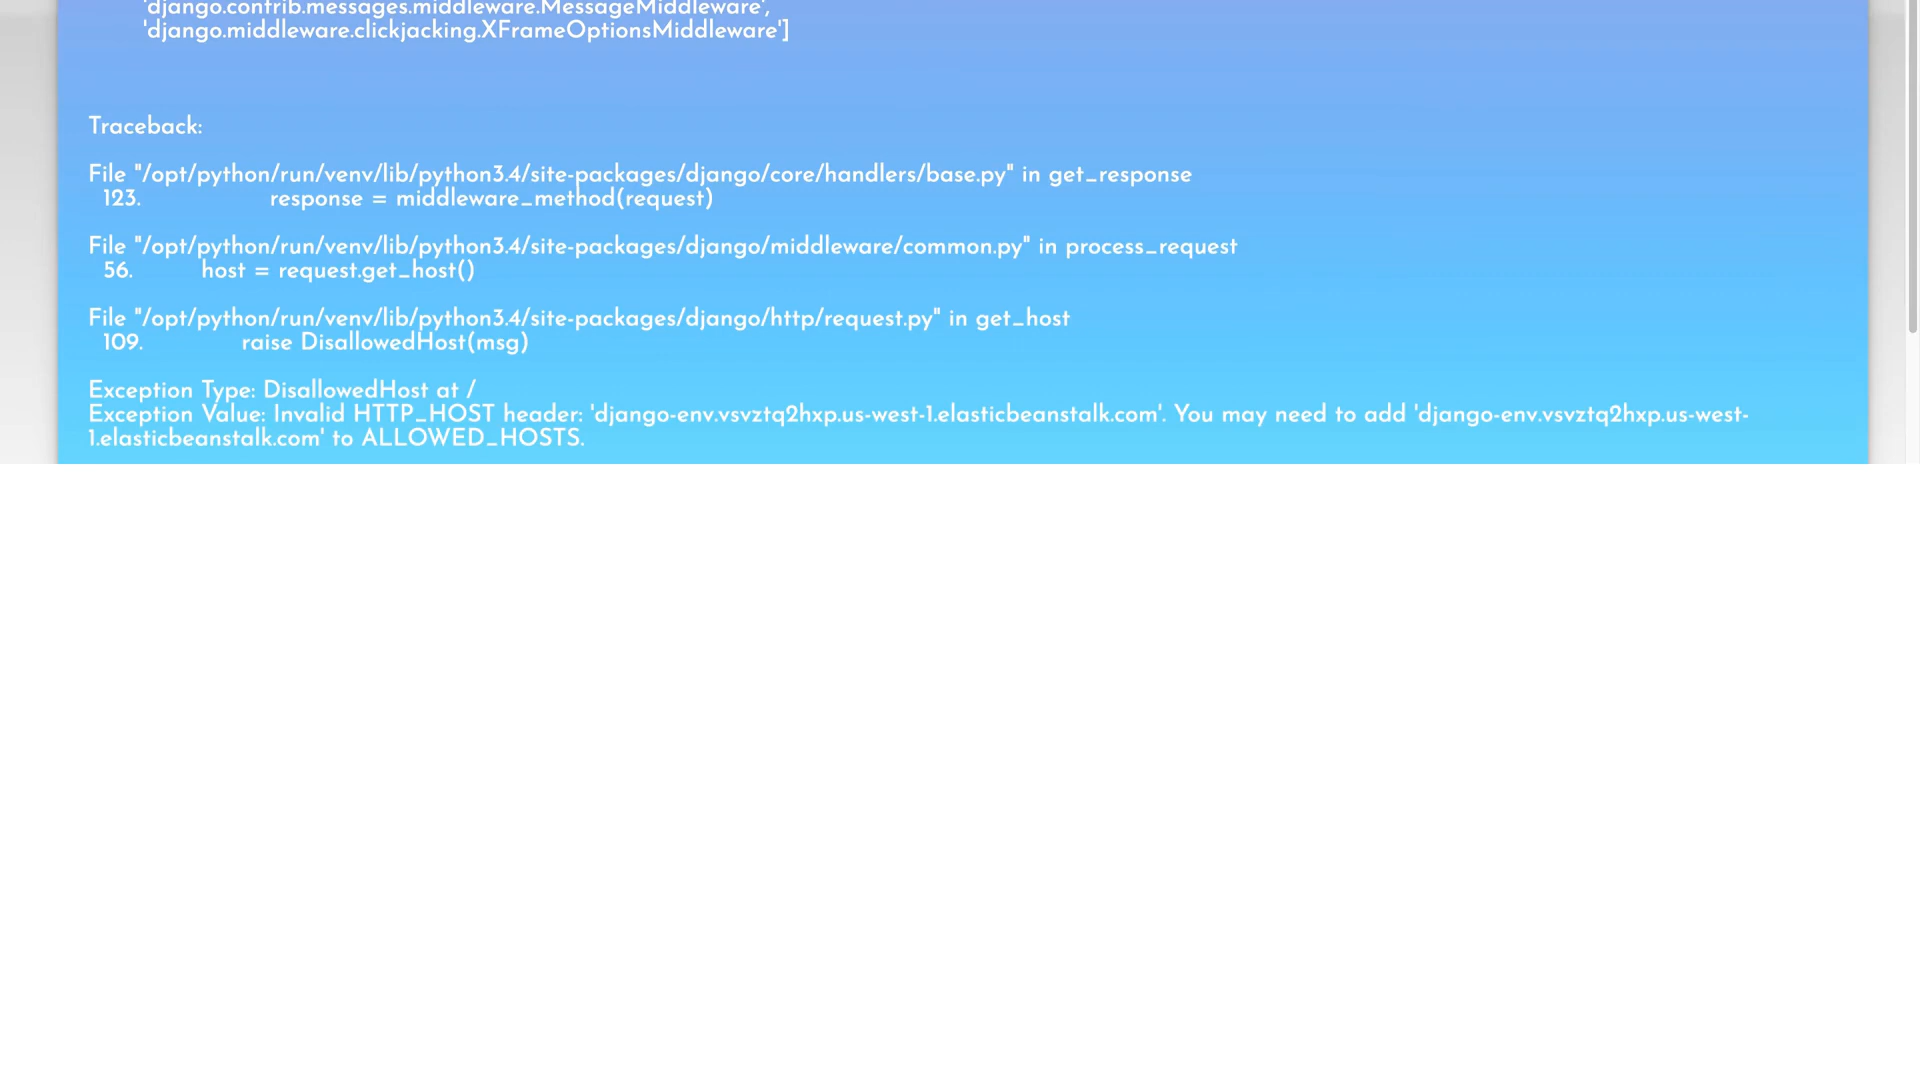 'django.contrib.messages.middleware.MessageMiddleware',
'django.middleware.clickjacking.XFrameOptionsMiddleware']
Traceback:
File "/opt/python/run/venv/lib/python3.4/site-packages/django/core/handlers/base.py" in get_response
123. response = middleware_method(request)
File "/opt/python/run/venv/lib/python3.4/site-packages/django/middleware/common.py" in process_request
56. host = request.get_host()
File "/opt/python/run/venv/lib/python3.4/site-packages/django/http/request.py" in get_host
109. raise DisallowedHost(msg)
Exception Type: DisallowedHost at /
Exception Value: Invalid HTTP_HOST header: 'django-env.vsvztq2hxp.us-west-1.elasticbeanstalk.com'. You may need to add 'django-env.vsvztq2hxp.us-west-
1.elasticbeanstalk.com' to ALLOWED_HOSTS.